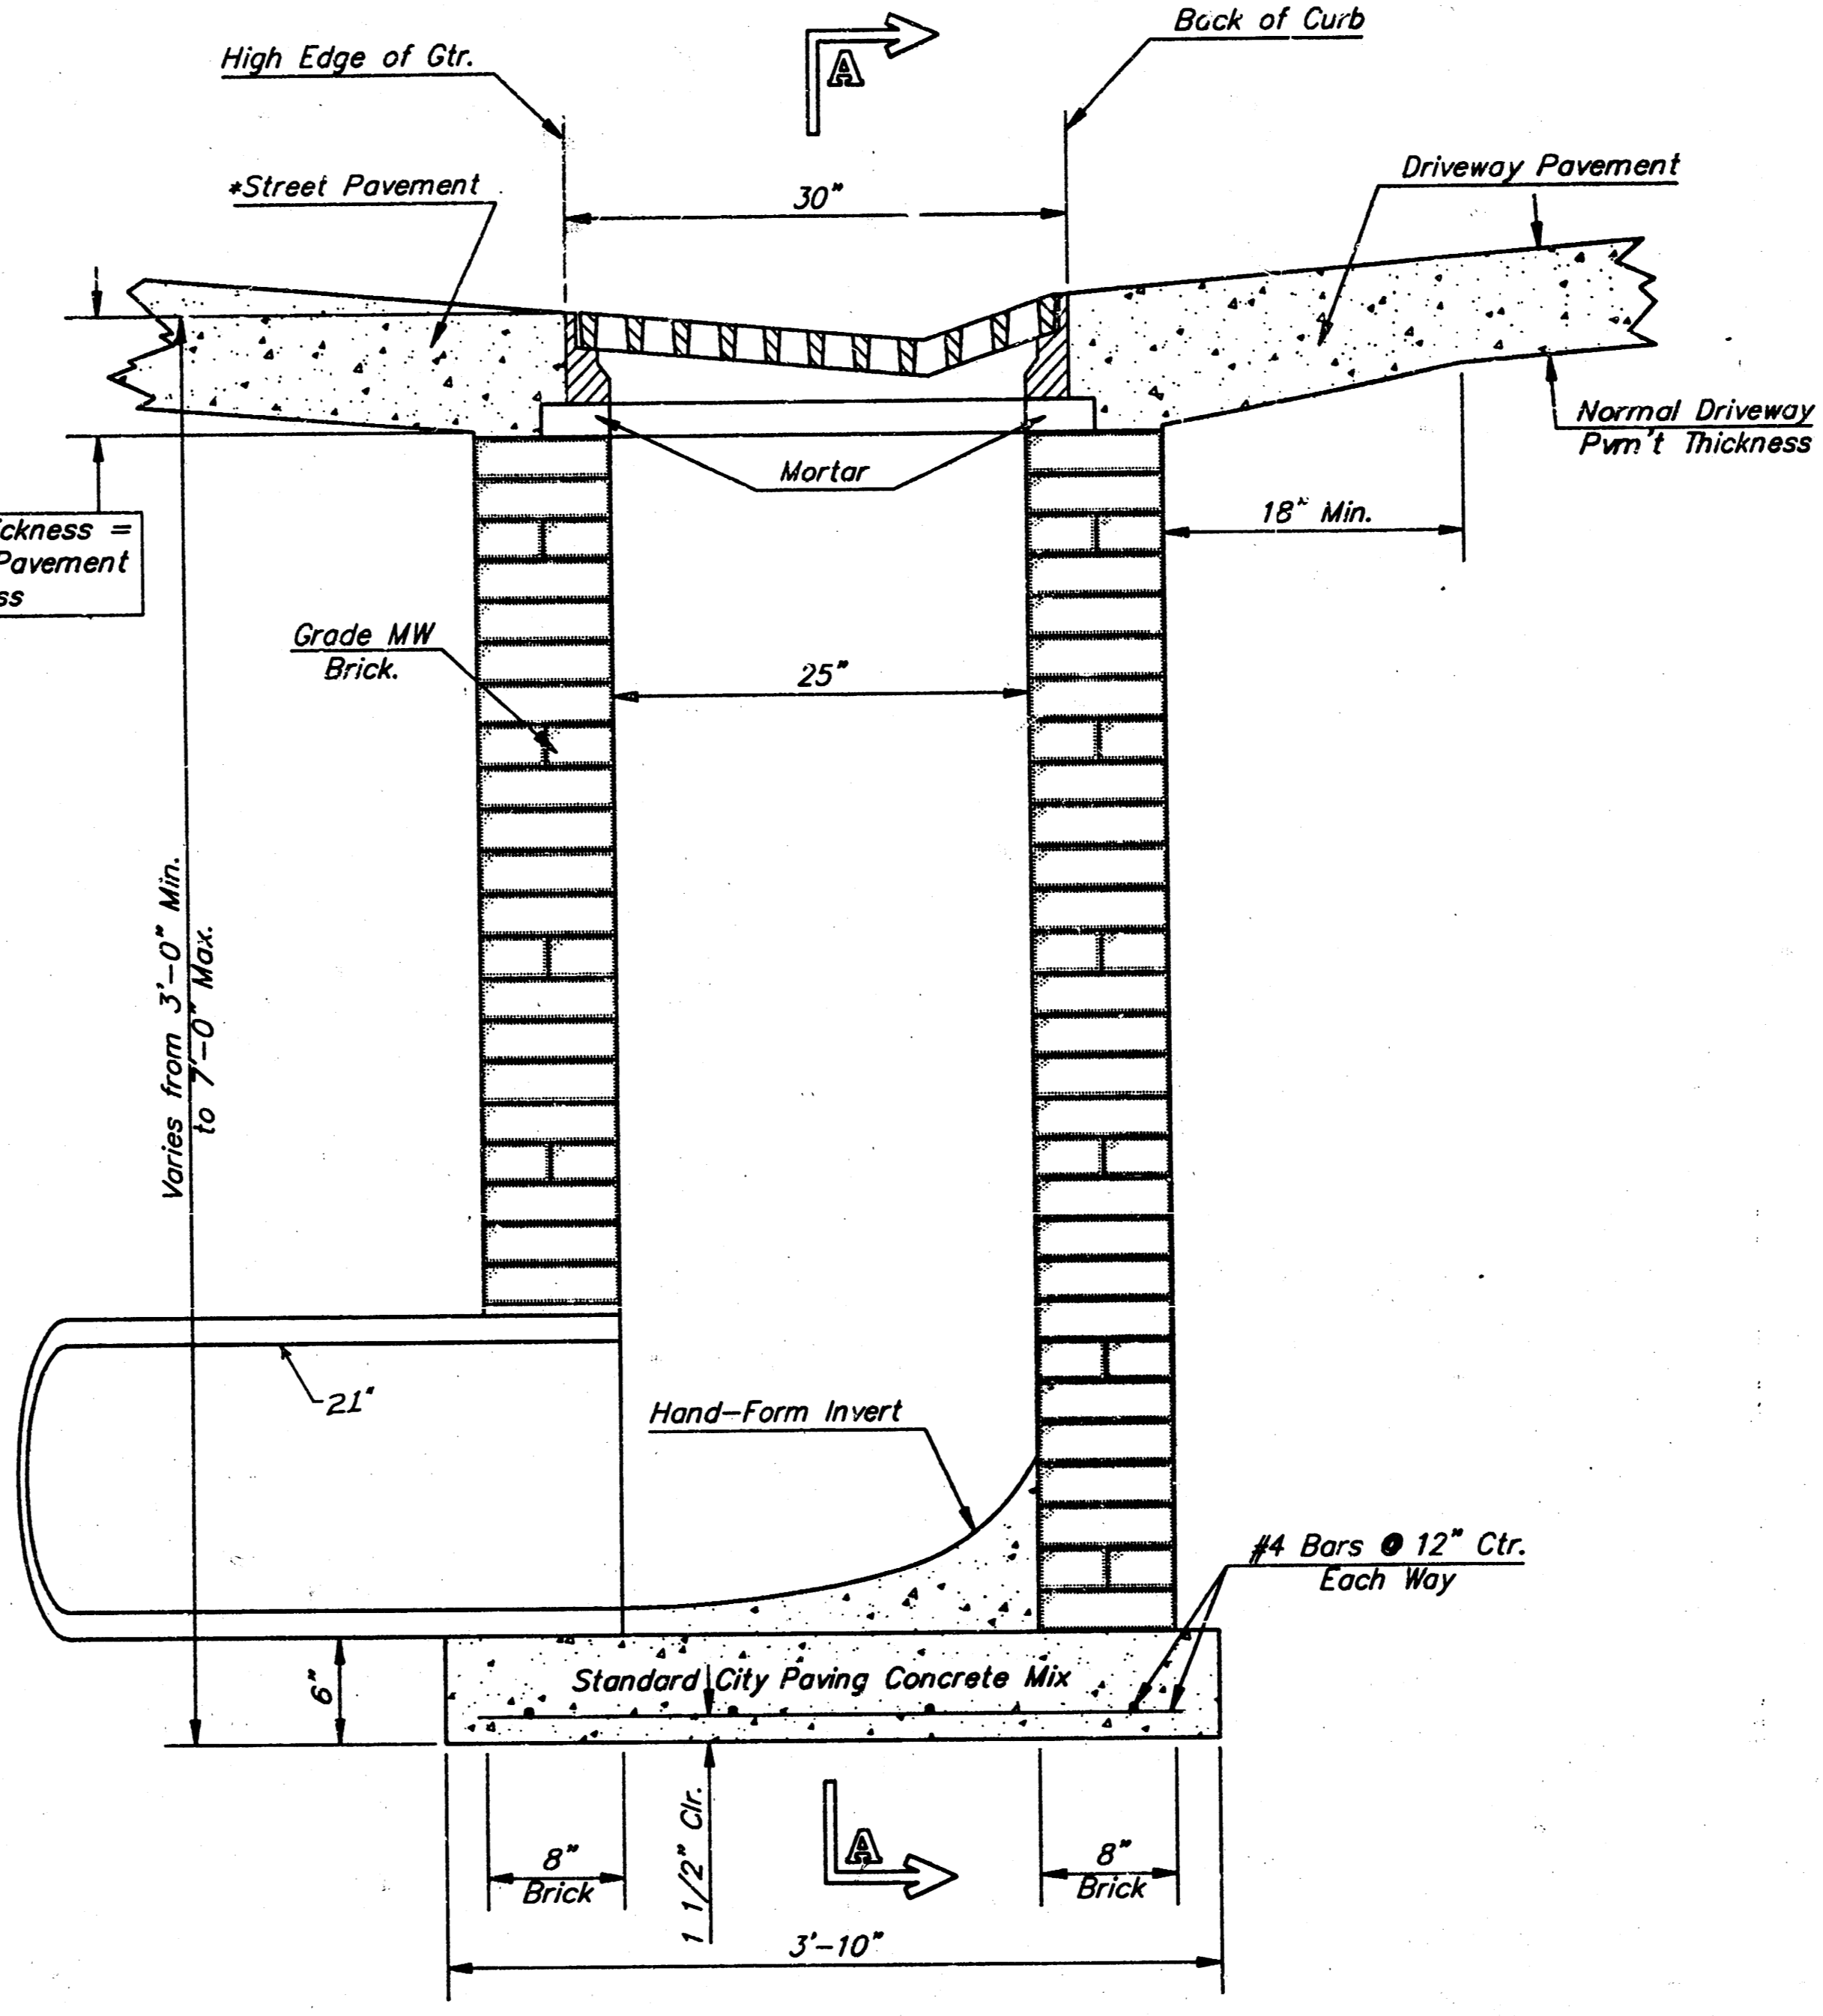 Back of Curb
High Edge of Gtr.
A
Driveway Pavement
*Street Pavement
30"
Normal Driveway
Pvm't Thickness
Mortar
18" Min.
ickness =
Pavement
ss
Grade MW
Brick.
25"
Varies from 3'-0" Min.
to 7'-0" Max.
21"
Hand-Form Invert
#4 Bars @ 12" Ctr.
Each Way
6"
Standard City Paving Concrete Mix
1 1/2" Clr.
A
8"
Brick
8"
Brick
3'-10"